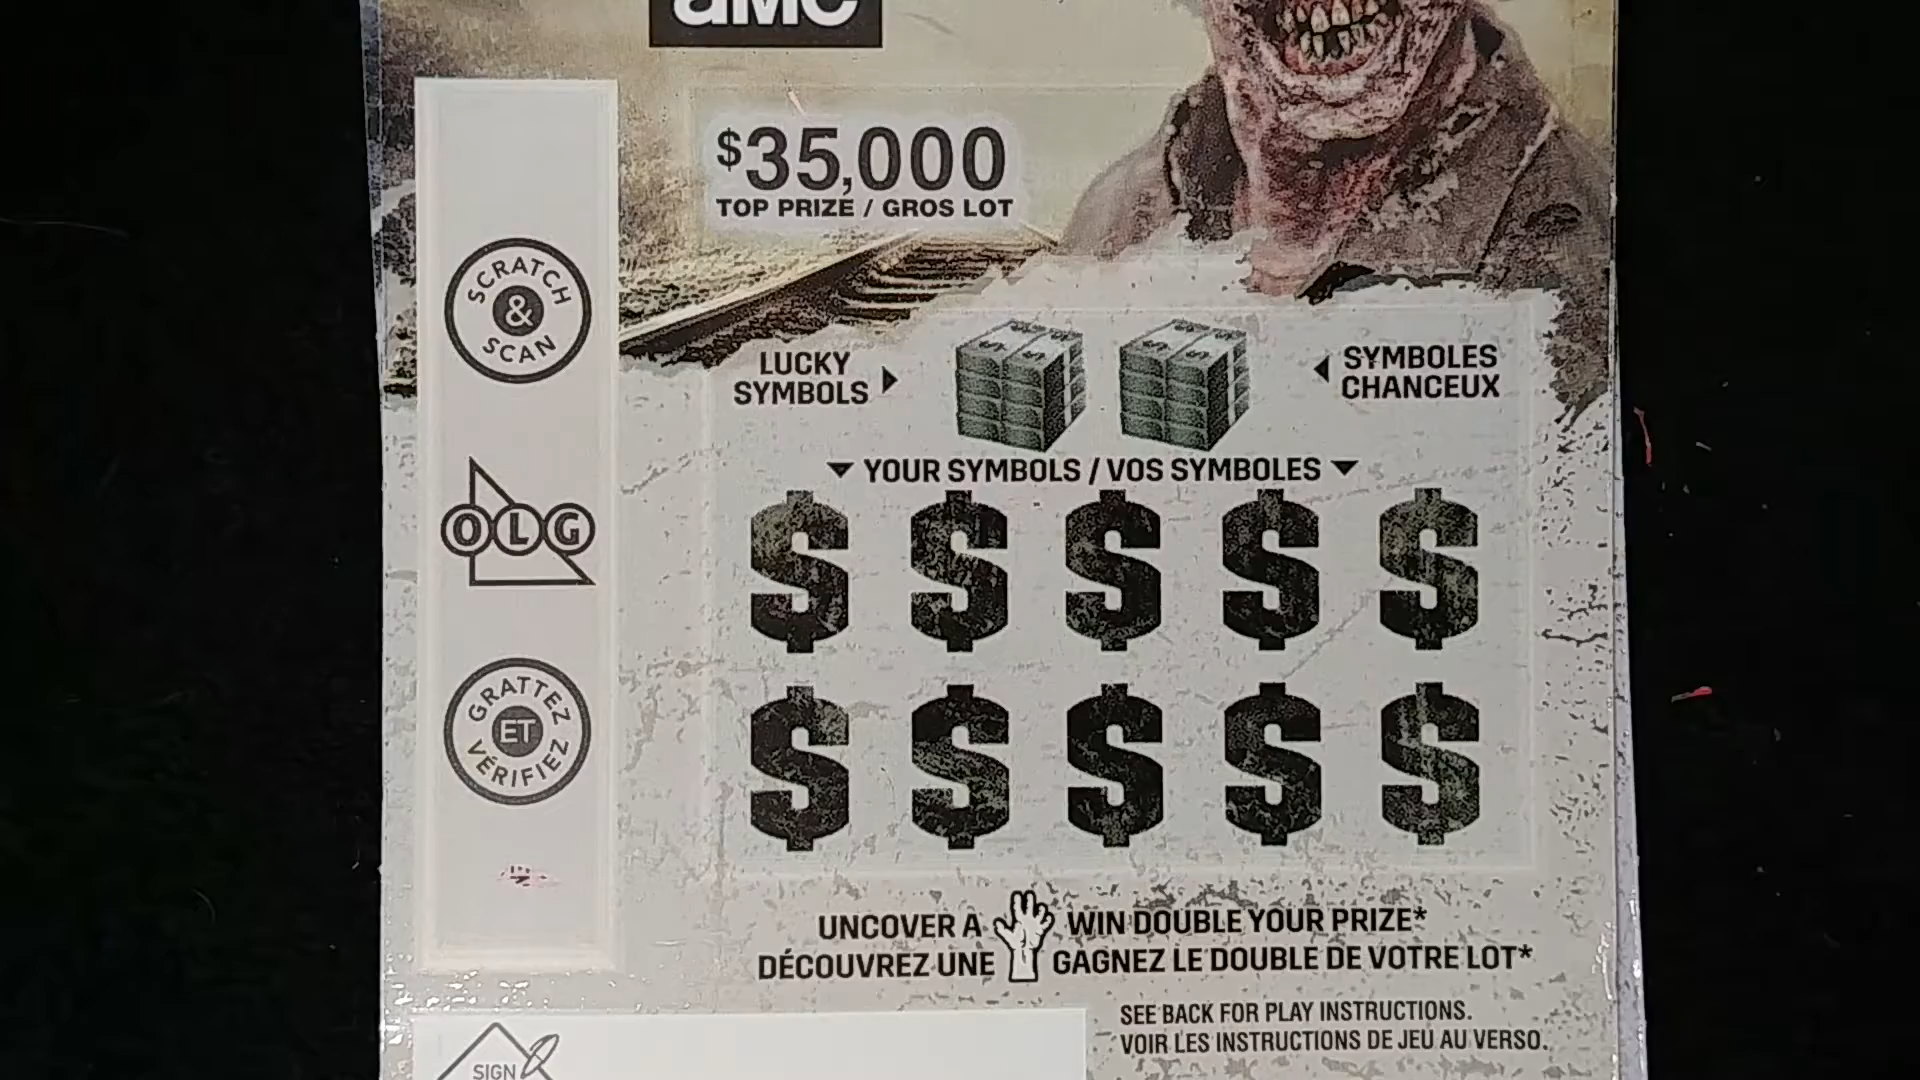 amc
$35,000
TOP PRIZE / GROS LOT
SCRATCH
&
SCAN
LUCKY
SYMBOLS
SYMBOLES
CHANCEUX
YOUR SYMBOLS / VOS SYMBOLES
OLG
$ $ $ $ $
GRATTEZ
ET
VÉRIFIEZ
$ $ $ $ $
UNCOVER A WIN DOUBLE YOUR PRIZE*
DÉCOUVREZ UNE GAGNEZ LE DOUBLE DE VOTRE LOT*
SEE BACK FOR PLAY INSTRUCTIONS.
VOIR LES INSTRUCTIONS DE JEU AU VERSO.
SIGN